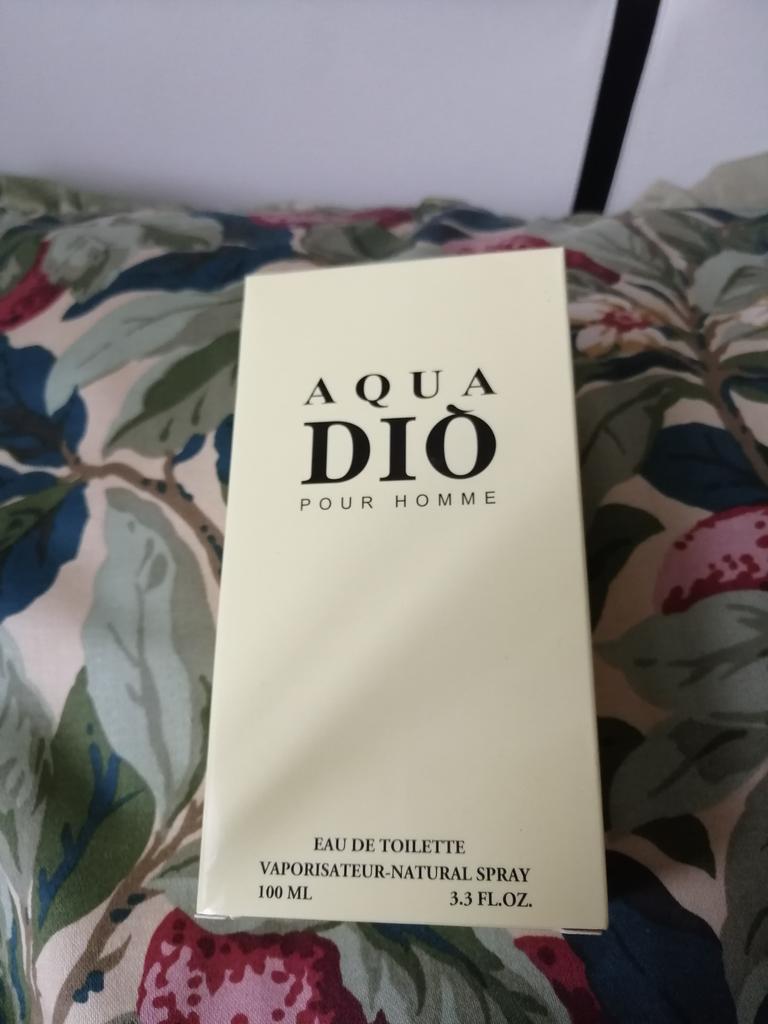 AQUA
DIÒ
POUR HOMME
EAU DE TOILETTE
VAPORISATEUR-NATURAL SPRAY
100 ML 3.3 FL.OZ.